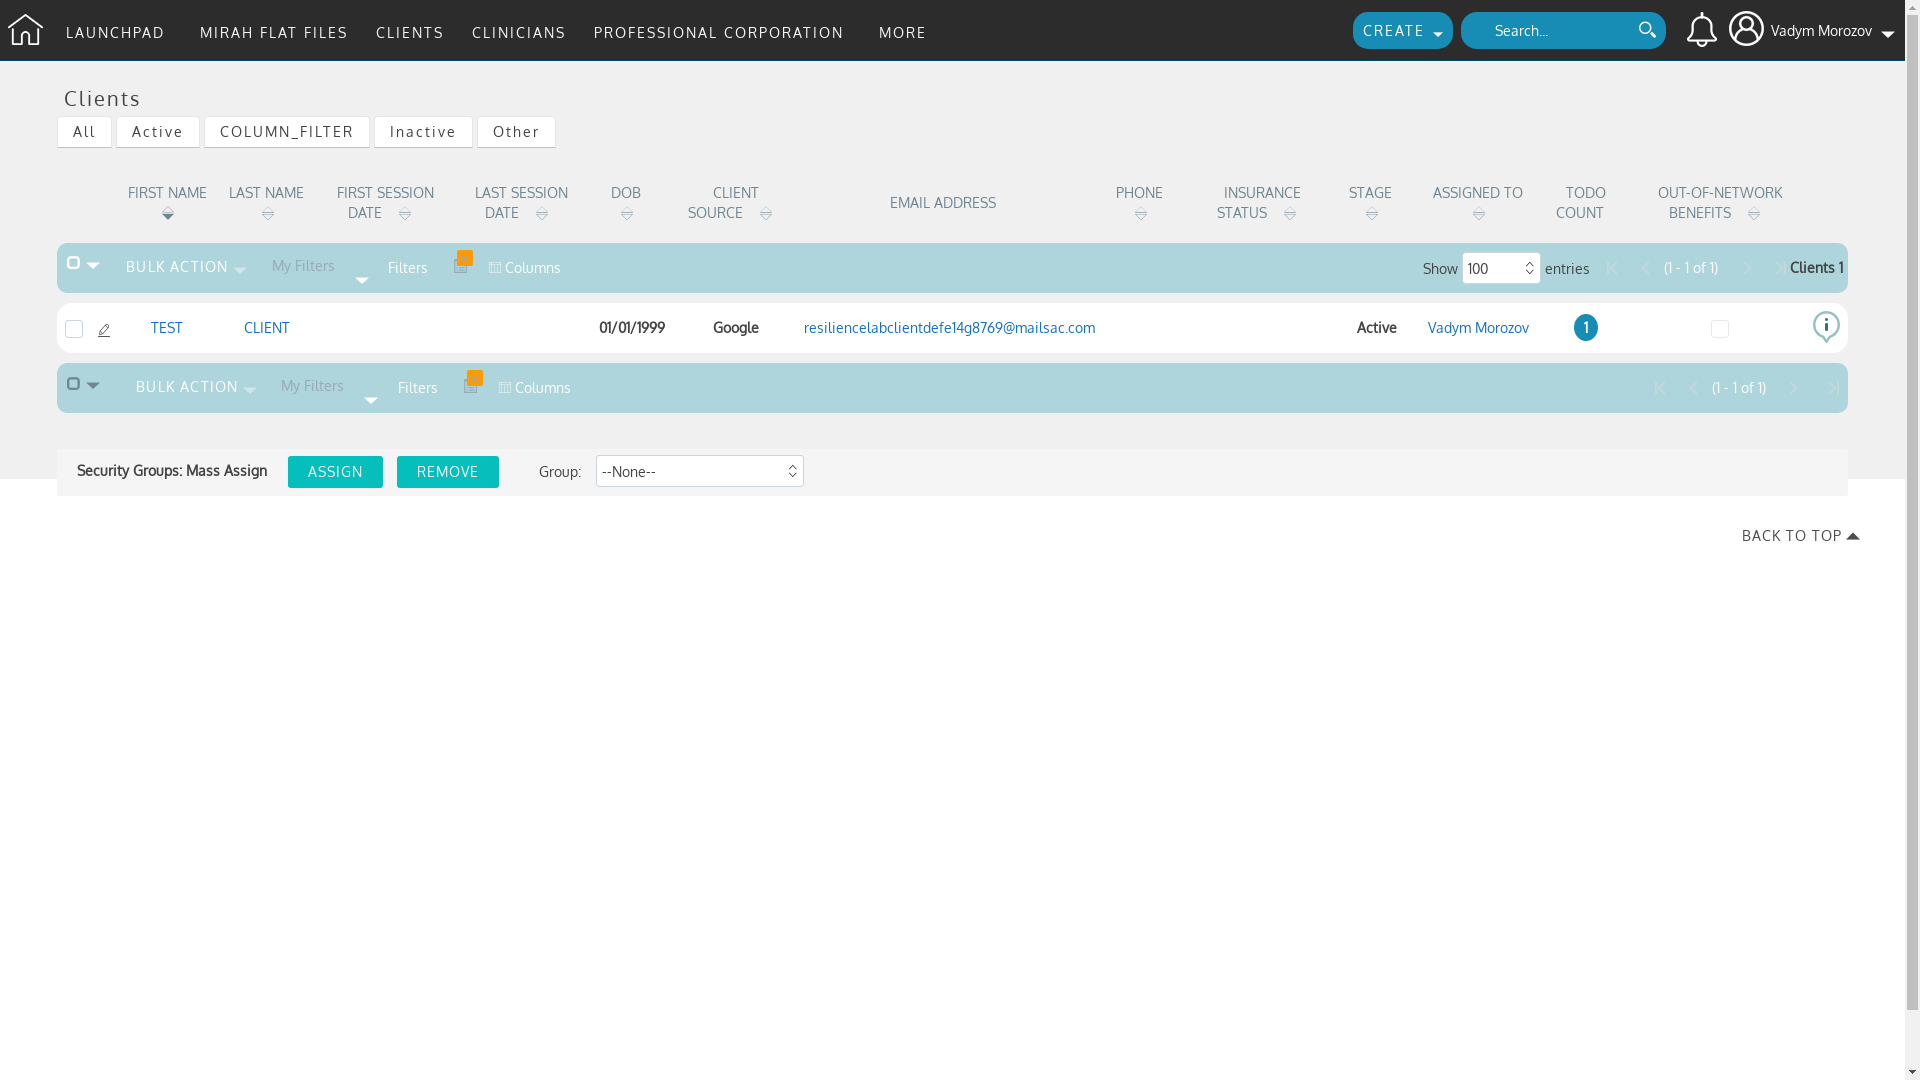 LAUNCHPAD MIRAH FLAT FILES CLIENTS CLINICIANS PROFESSIONAL CORPORATION MORE CREATE Search... Vadym Morozov
Clients
All Active COLUMN_FILTER Inactive Other
FIRST NAME LAST NAME FIRST SESSION DATE LAST SESSION DATE DOB CLIENT SOURCE EMAIL ADDRESS PHONE INSURANCE STATUS STAGE ASSIGNED TO TODO COUNT OUT-OF-NETWORK BENEFITS
BULK ACTION My Filters Filters Columns Show 100 entries (1 - 1 of 1) Clients 1
TEST CLIENT 01/01/1999 Google resiliencelabclientdefe14g8769@mailsac.com Active Vadym Morozov 1
BULK ACTION My Filters Filters Columns (1 - 1 of 1)
Security Groups: Mass Assign ASSIGN REMOVE Group: --None--
BACK TO TOP